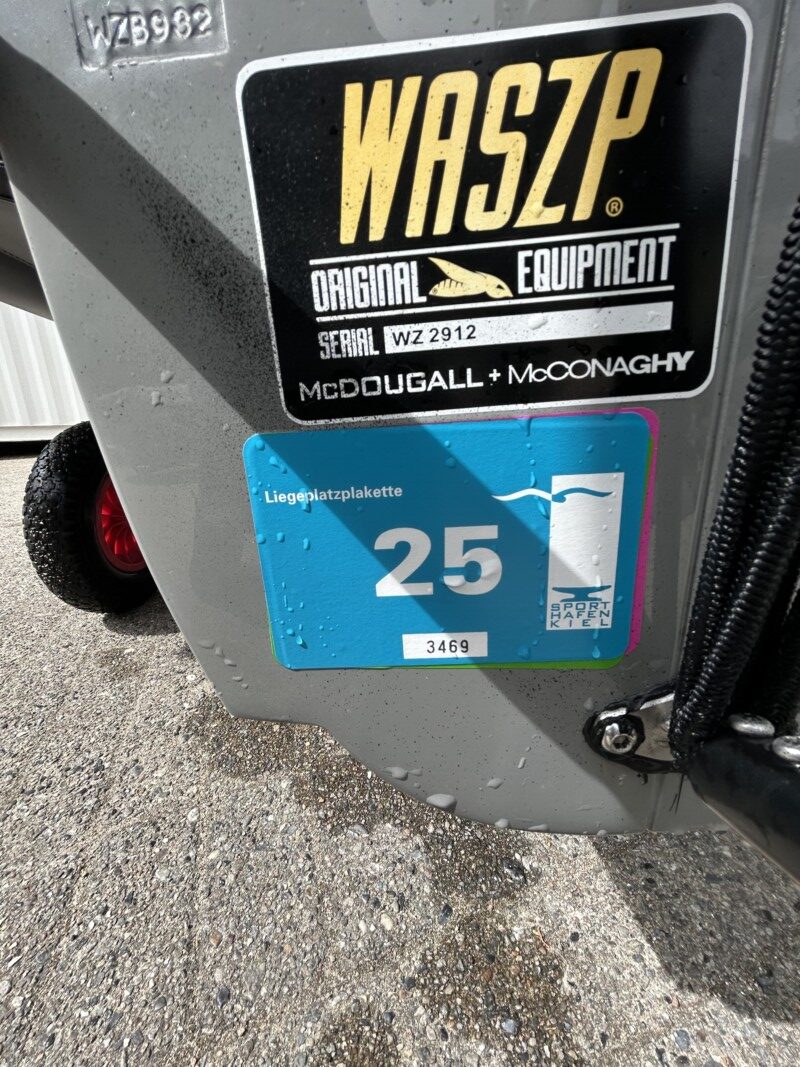 WZB982
WASZP®
ORIGINAL EQUIPMENT
SERIAL WZ 2912
McDOUGALL + McCONAGHY
Liegeplatzplakette
25
SPORT
HAFEN
KIEL
3469